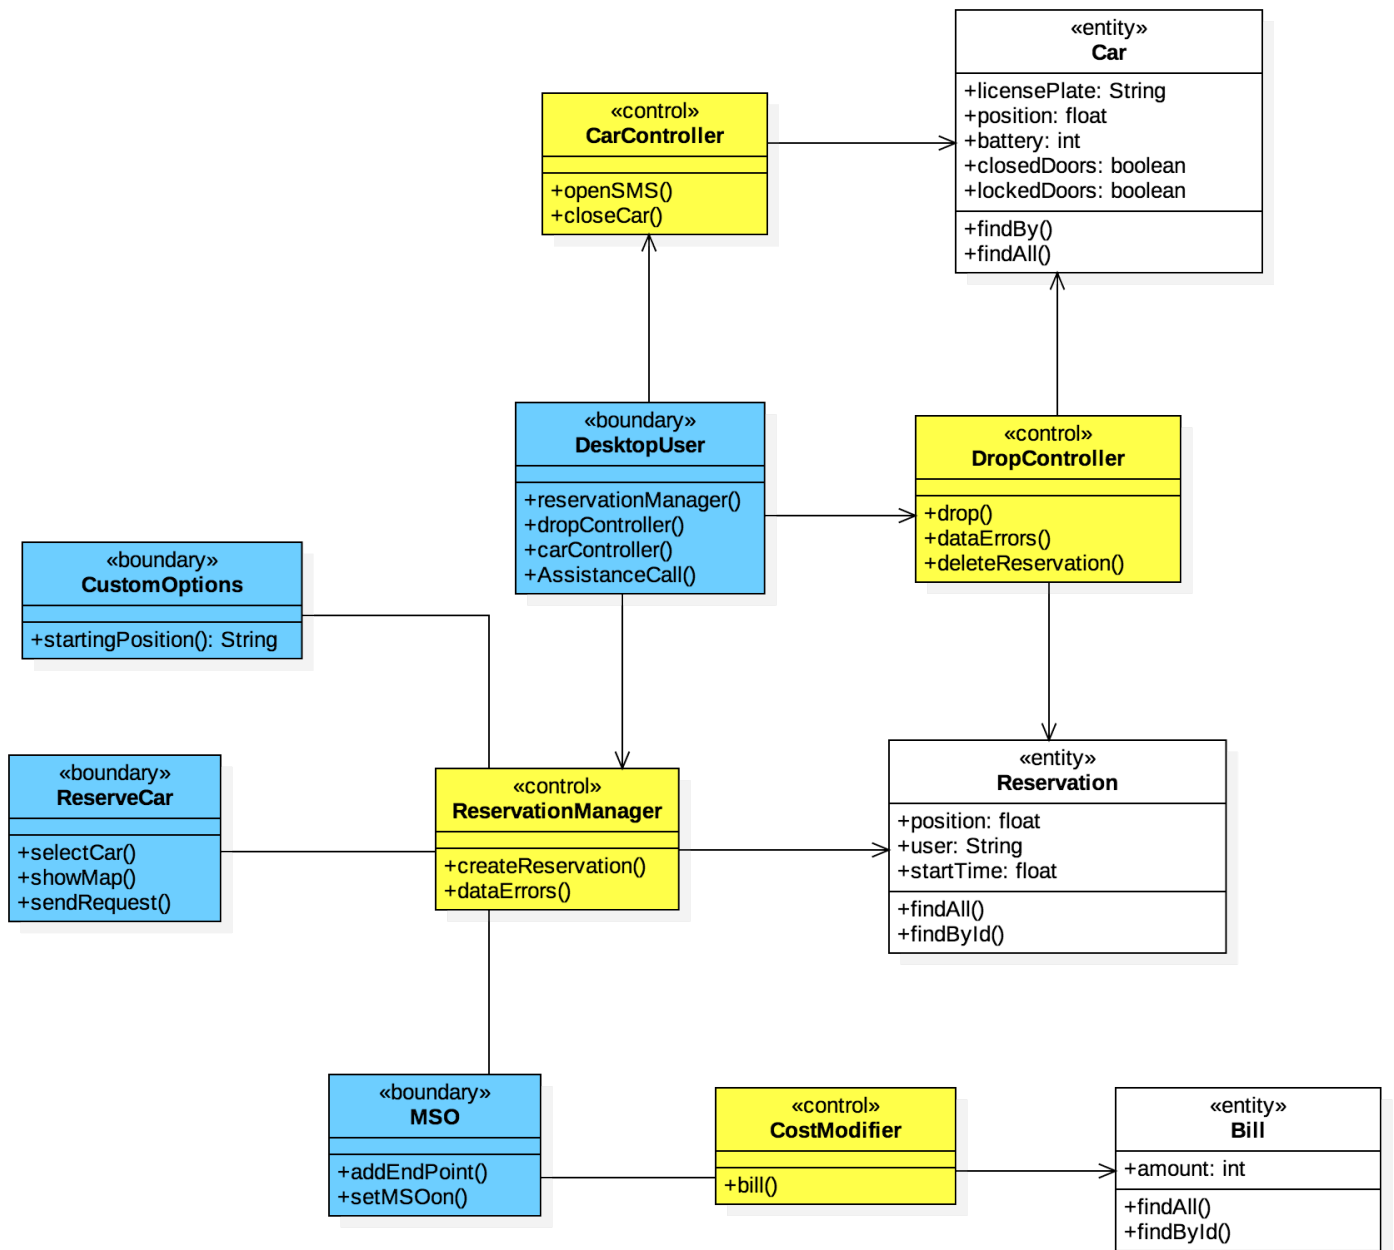 «entity»
Car
+licensePlate: String
+position: float
+battery: int
+closedDoors: boolean
+lockedDoors: boolean
+findBy()
+findAll()
«control»
CarController
+openSMS()
+closeCar()
«boundary»
DesktopUser
+reservationManager()
+dropController()
+carController()
+AssistanceCall()
«control»
DropController
+drop()
+dataErrors()
+deleteReservation()
«boundary»
CustomOptions
+startingPosition(): String
«boundary»
ReserveCar
+selectCar()
+showMap()
+sendRequest()
«control»
ReservationManager
+createReservation()
+dataErrors()
«entity»
Reservation
+position: float
+user: String
+startTime: float
+findAll()
+findById()
«boundary»
MSO
+addEndPoint()
+setMSOon()
«control»
CostModifier
+bill()
«entity»
Bill
+amount: int
+findAll()
+findById()